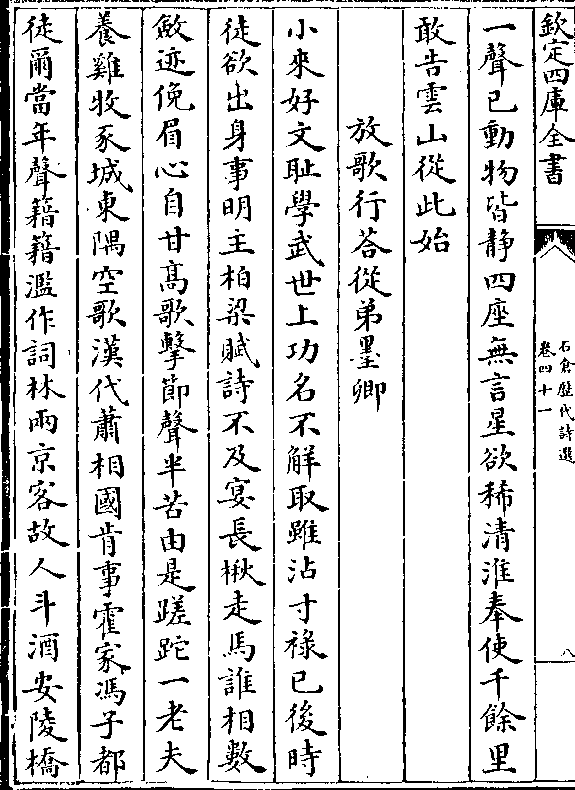 欽定四庫全書
石倉歷代詩選
卷四十一
八
一聲已動物皆静四座無言星欲稀清淮奉使千餘里
敢告雲山從此始
放歌行荅從弟墨卿
小來好文耻學武世上功名不解取雖沾寸禄已後時
徒欲出身事明主柏梁賦詩不及宴長楸走馬誰相數
斂迹俛眉心自甘高歌擊節聲半苦由是蹉跎一老夫
養雞牧豕城東隅空歌漢代蕭相國肯事霍家馮子都
徒爾當年聲籍籍濫作詞林兩京客故人斗酒安陵橋